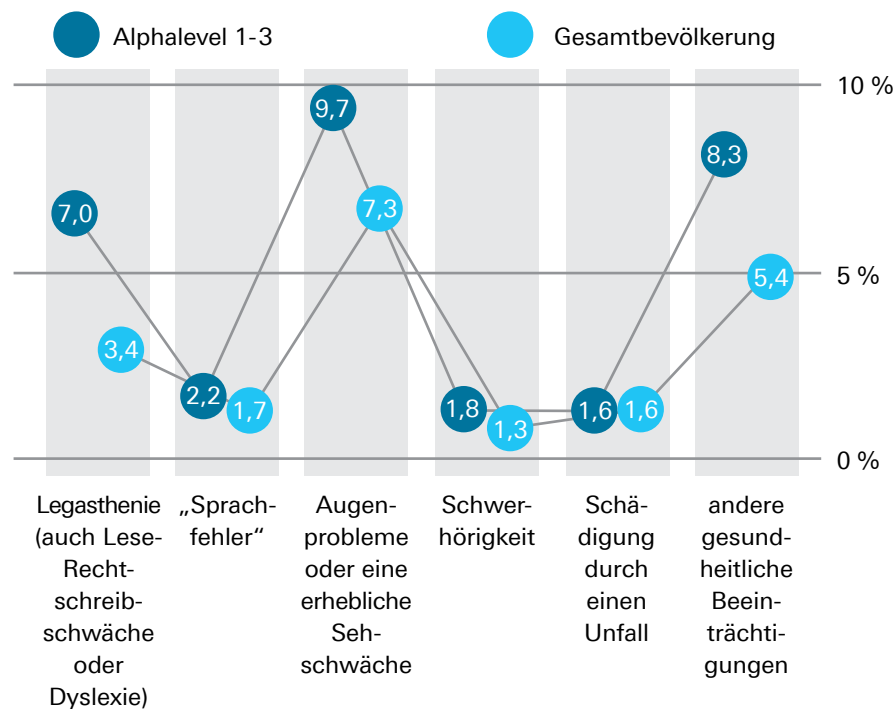 Alphalevel 1-3
Gesamtbevölkerung
10 %
5 %
0 %
7,0
3,4
2,2
1,7
9,7
7,3
1,8
1,3
1,6
1,6
8,3
5,4
Legasthenie
(auch Lese-
Recht-
schreib-
schwäche
oder
Dyslexie)
„Sprach-
fehler“
Augen-
probleme
oder eine
erhebliche
Seh-
schwäche
Schwer-
hörigkeit
Schä-
digung
durch
einen
Unfall
andere
gesund-
heitliche
Beein-
trächti-
gungen